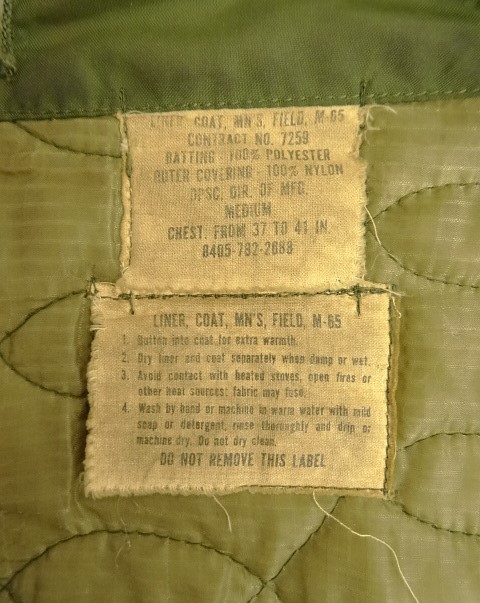 LINER, COAT, MN'S, FIELD, M-65
CONTRACT NO. 7259
BATTING 100% POLYESTER
OUTER COVERING 100% NYLON
DPSC, DIR. OF MFG.
MEDIUM
CHEST. FROM 37 TO 41 IN.
8405-782-2888
LINER, COAT, MN'S, FIELD, M-65
1. Button into coat for extra warmth.
2. Dry liner and coat separately when damp or wet.
3. Avoid contact with heated stoves, open fires or
other heat sources; fabric may fuse.
4. Wash by hand or machine in warm water with mild
soap or detergent, rinse thoroughly and drip or
machine dry. Do not dry clean.
DO NOT REMOVE THIS LABEL